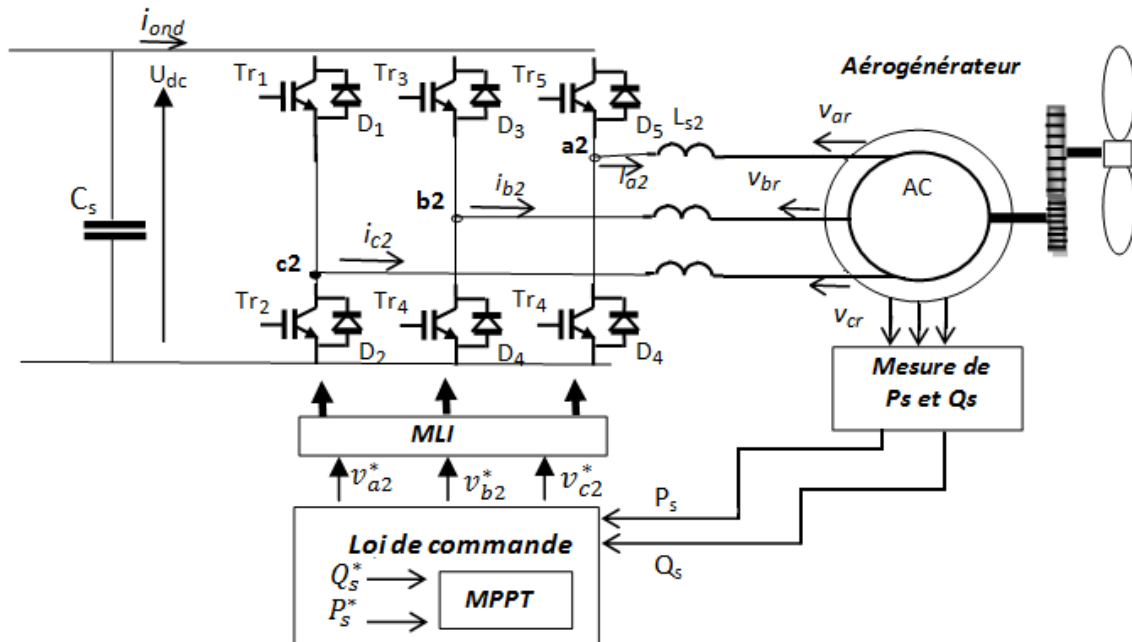 i_ond
U_dc
Tr1
Tr3
Tr5
Aérogénérateur
D1
D3
D5
L_s2
v_ar
a2
i_a2
AC
v_br
C_s
b2
i_b2
c2
i_c2
v_cr
Tr2
Tr4
Tr4
D2
D4
D4
Mesure de
Ps et Qs
MLI
v*_a2
v*_b2
v*_c2
P_s
Loi de commande
Q_s
Q*_s
MPPT
P*_s